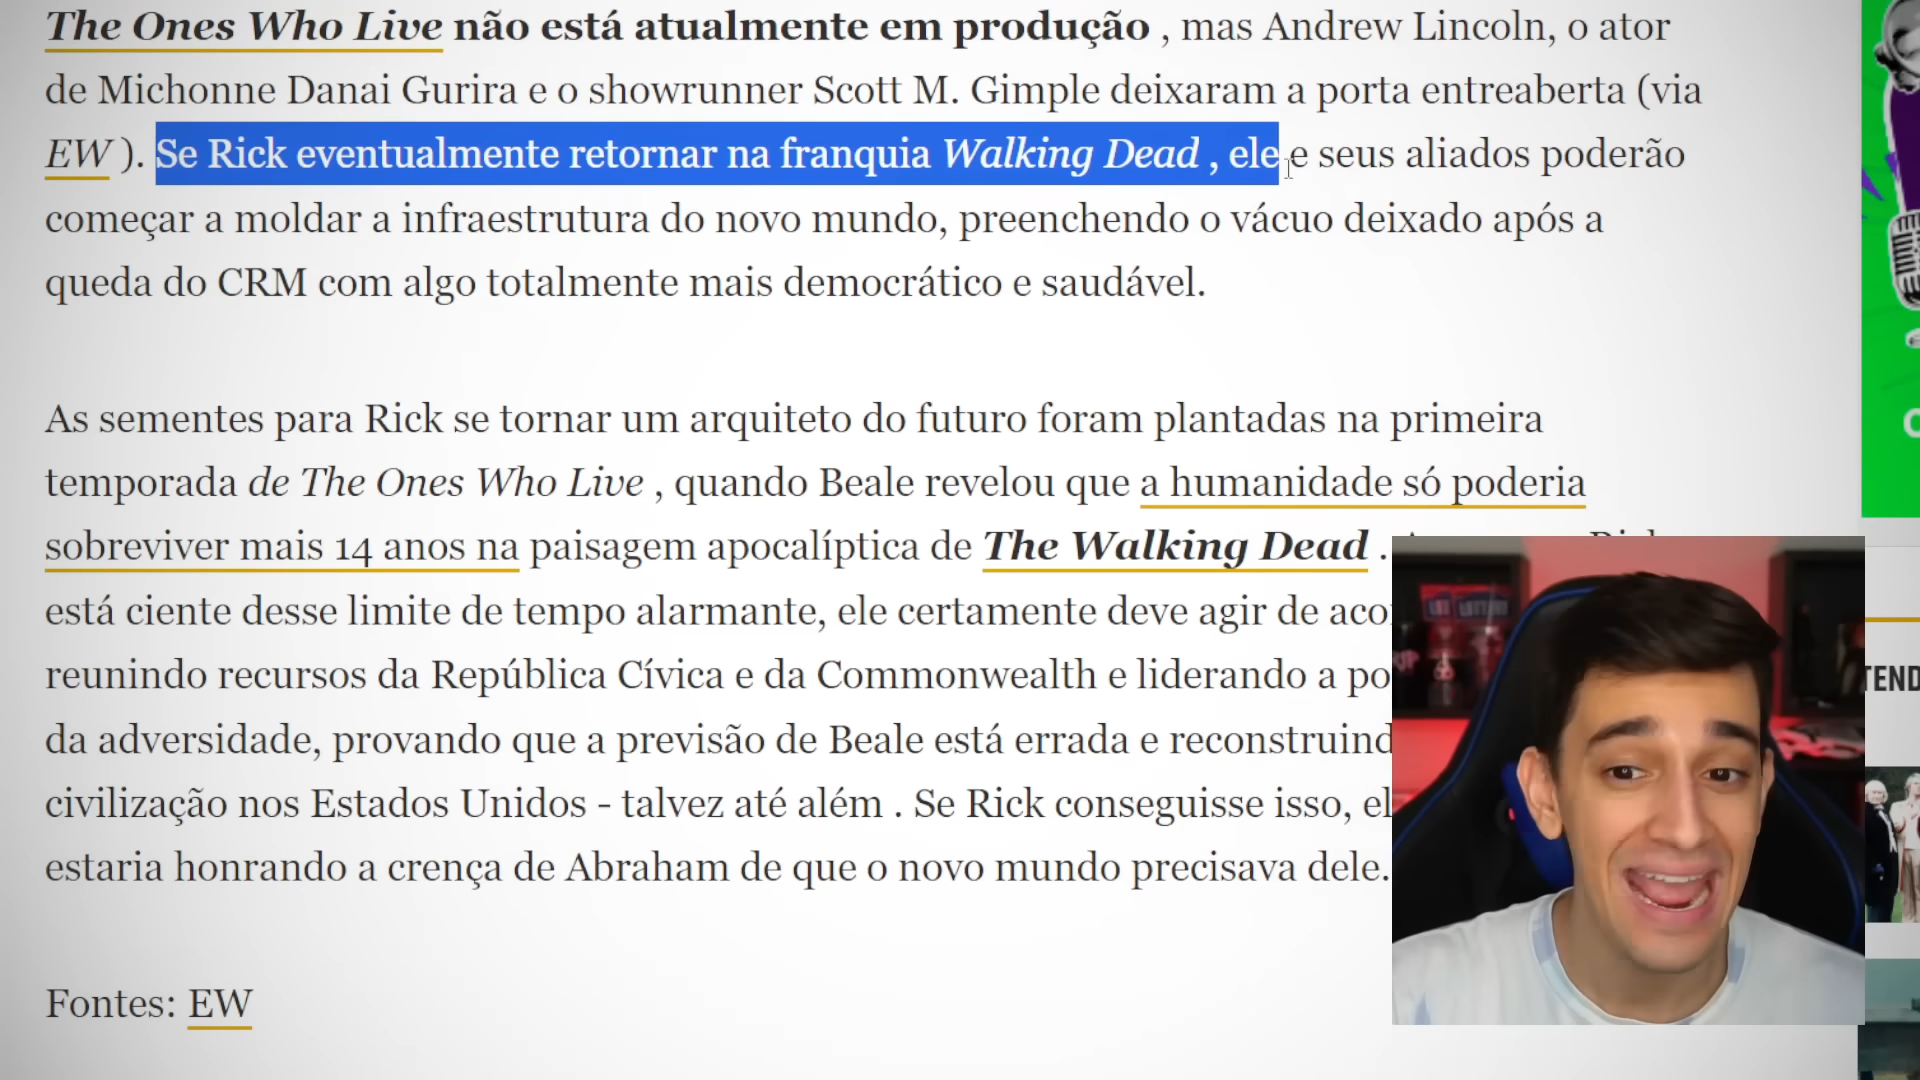 The Ones Who Live não está atualmente em produção , mas Andrew Lincoln, o ator
de Michonne Danai Gurira e o showrunner Scott M. Gimple deixaram a porta entreaberta (via
EW ). Se Rick eventualmente retornar na franquia Walking Dead , ele e seus aliados poderão
começar a moldar a infraestrutura do novo mundo, preenchendo o vácuo deixado após a
queda do CRM com algo totalmente mais democrático e saudável.
As sementes para Rick se tornar um arquiteto do futuro foram plantadas na primeira
temporada de The Ones Who Live , quando Beale revelou que a humanidade só poderia
sobreviver mais 14 anos na paisagem apocalíptica de The Walking Dead .
está ciente desse limite de tempo alarmante, ele certamente deve agir de
reunindo recursos da República Cívica e da Commonwealth e liderando a
da adversidade, provando que a previsão de Beale está errada e
civilização nos Estados Unidos - talvez até além . Se Rick conseguisse isso,
estaria honrando a crença de Abraham de que o novo mundo precisava dele.
Fontes: EW
TEND